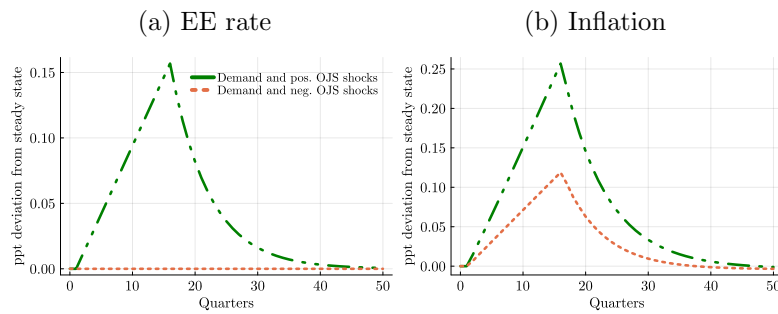 (a) EE rate
ppt deviation from steady state
0.15
0.10
0.05
0.00
Demand and pos. OJS shocks
Demand and neg. OJS shocks
0
10
20
30
40
50
Quarters
(b) Inflation
ppt deviation from steady state
0.25
0.20
0.15
0.10
0.05
0.00
0
10
20
30
40
50
Quarters